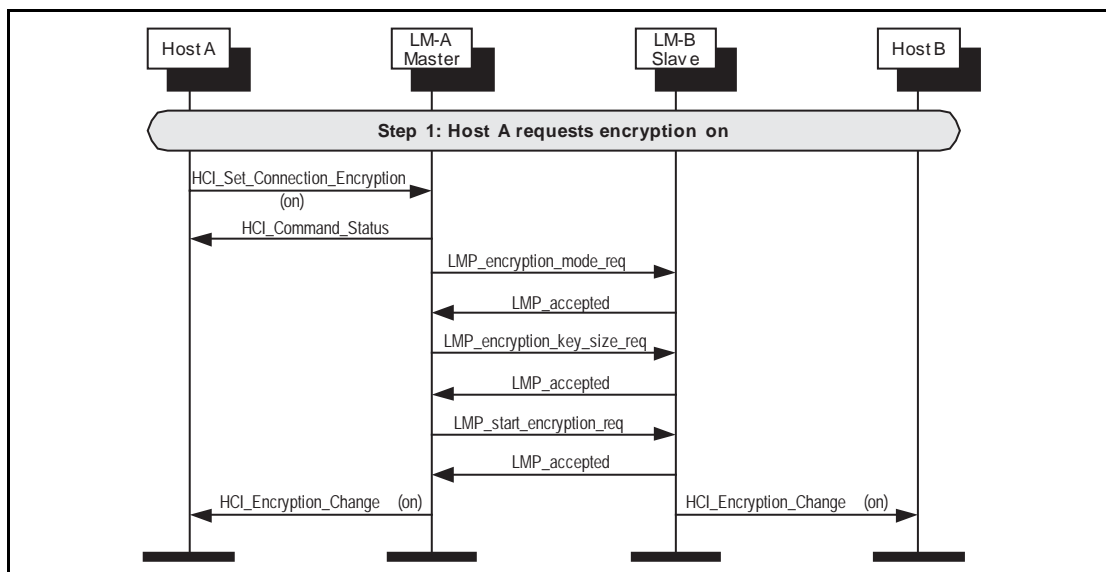 Host A
LM-A
Master
LM-B
Slave
Host B
Step 1: Host A requests encryption on
HCI_Set_Connection_Encryption
(on)
HCI_Command_Status
LMP_encryption_mode_req
LMP_accepted
LMP_encryption_key_size_req
LMP_accepted
LMP_start_encryption_req
LMP_accepted
HCI_Encryption_Change (on)
HCI_Encryption_Change (on)